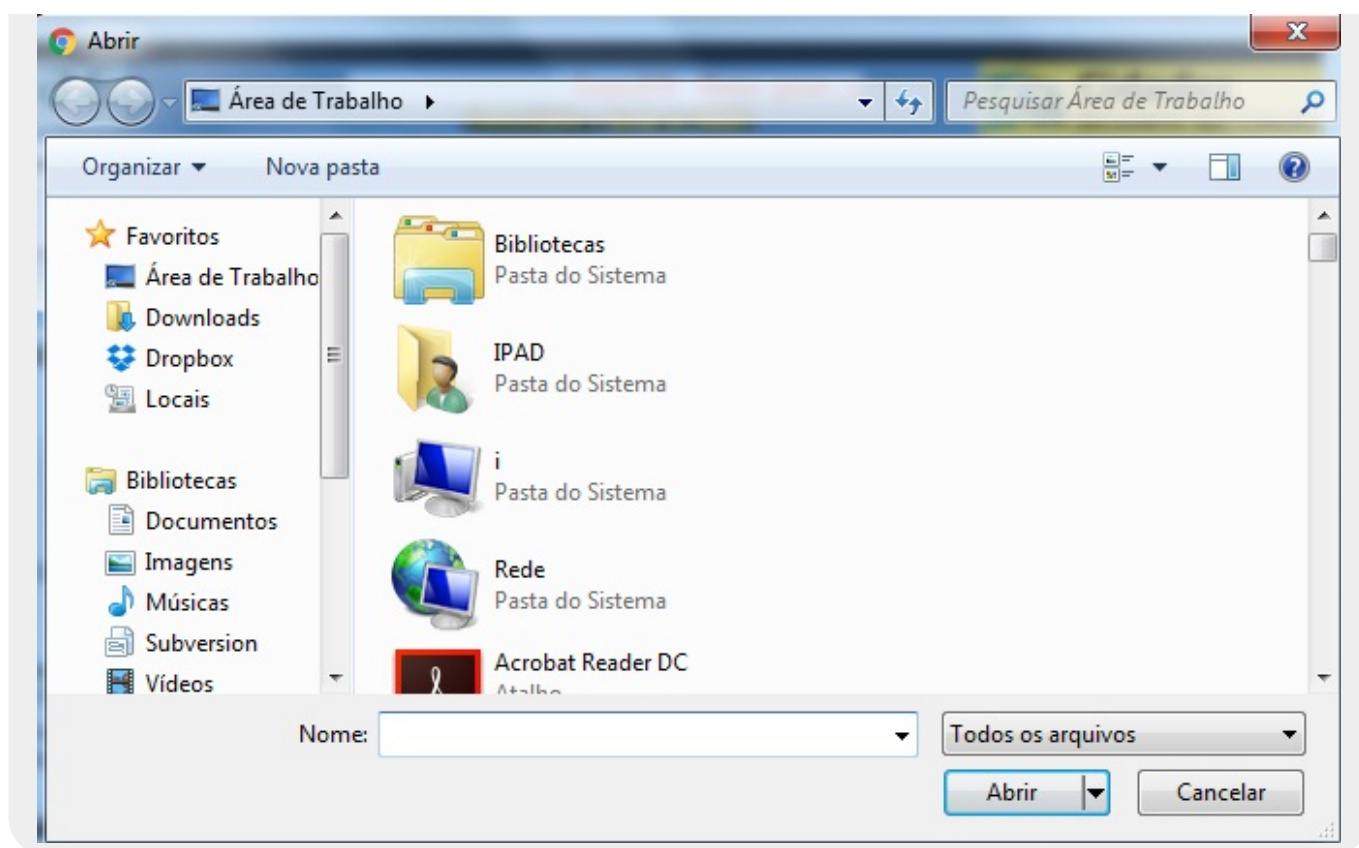 Abrir
Área de Trabalho
Pesquisar Área de Trabalho
Organizar
Nova pasta
Favoritos
Área de Trabalho
Downloads
Dropbox
Locais
Bibliotecas
Documentos
Imagens
Músicas
Subversion
Vídeos
Bibliotecas
Pasta do Sistema
IPAD
Pasta do Sistema
i
Pasta do Sistema
Rede
Pasta do Sistema
Acrobat Reader DC
Atalho
Nome:
Todos os arquivos
Abrir
Cancelar